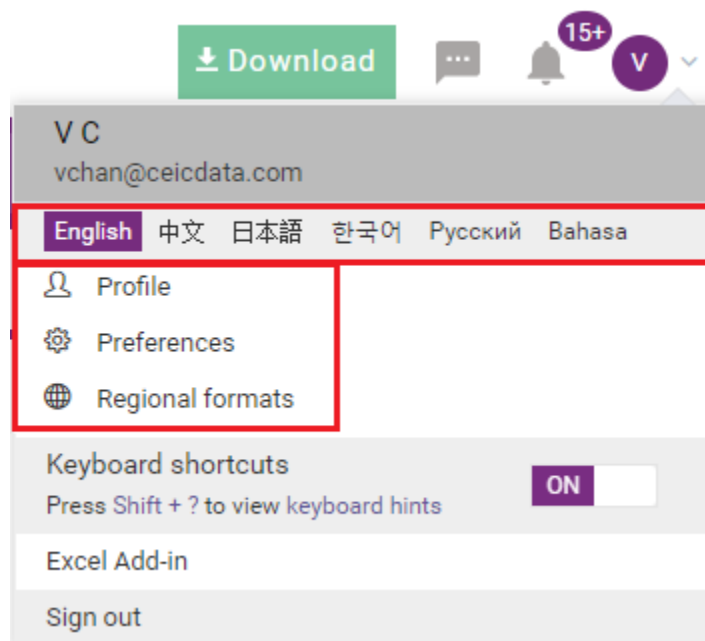 Download
15+
V
V C
vchan@ceicdata.com
English 中文 日本語 한국어 Русский Bahasa
Profile
Preferences
Regional formats
Keyboard shortcuts
ON
Press Shift + ? to view keyboard hints
Excel Add-in
Sign out